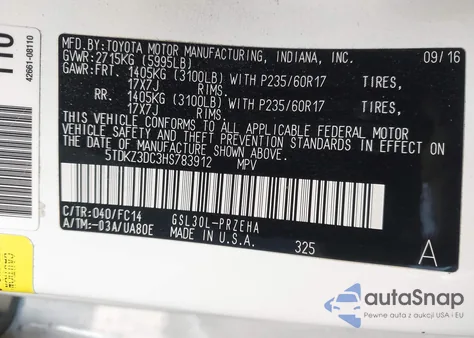 MFD.BY: TOYOTA MOTOR MANUFACTURING, INDIANA, INC. 09/16
GVWR: 2715KG (5995LB)
GAWR: FRT. 1405KG (3100LB) WITH P235/60R17 TIRES,
17X7J RIMS,
RR. 1405KG (3100LB) WITH P235/60R17 TIRES,
17X7J RIMS.
THIS VEHICLE CONFORMS TO ALL APPLICABLE FEDERAL MOTOR
VEHICLE SAFETY AND THEFT PREVENTION STANDARDS IN EFFECT ON
THE DATE OF MANUFACTURE SHOWN ABOVE.
5TDKZ3DC3HS783912 MPV
C/TR: 040/FC14 GSL30L-PRZEHA
A/TM:-03A/UA80E MADE IN U.S.A. 325 A
42661-08110
110
autoSnap
Pewne auta z aukcji USA i EU